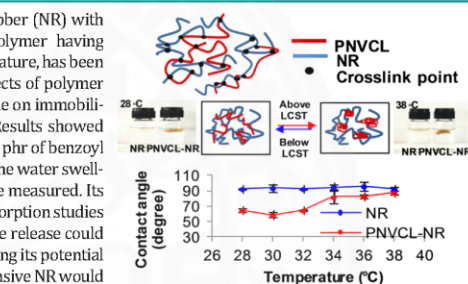 ber (NR) with
olymer having
ature, has been
ects of polymer
e on immobili-
Results showed
phr of benzoyl
ne water swell-
e measured. Its
orption studies
e release could
ng its potential
nsive NR would
PNVCL
NR
Crosslink point
28 ◦C
NR PNVCL-NR
Above
LCST
Below
LCST
38 ◦C
NR PNVCL-NR
Contact angle
(degree)
110
90
70
50
30
NR
PNVCL-NR
26 28 30 32 34 36 38 40
Temperature (°C)